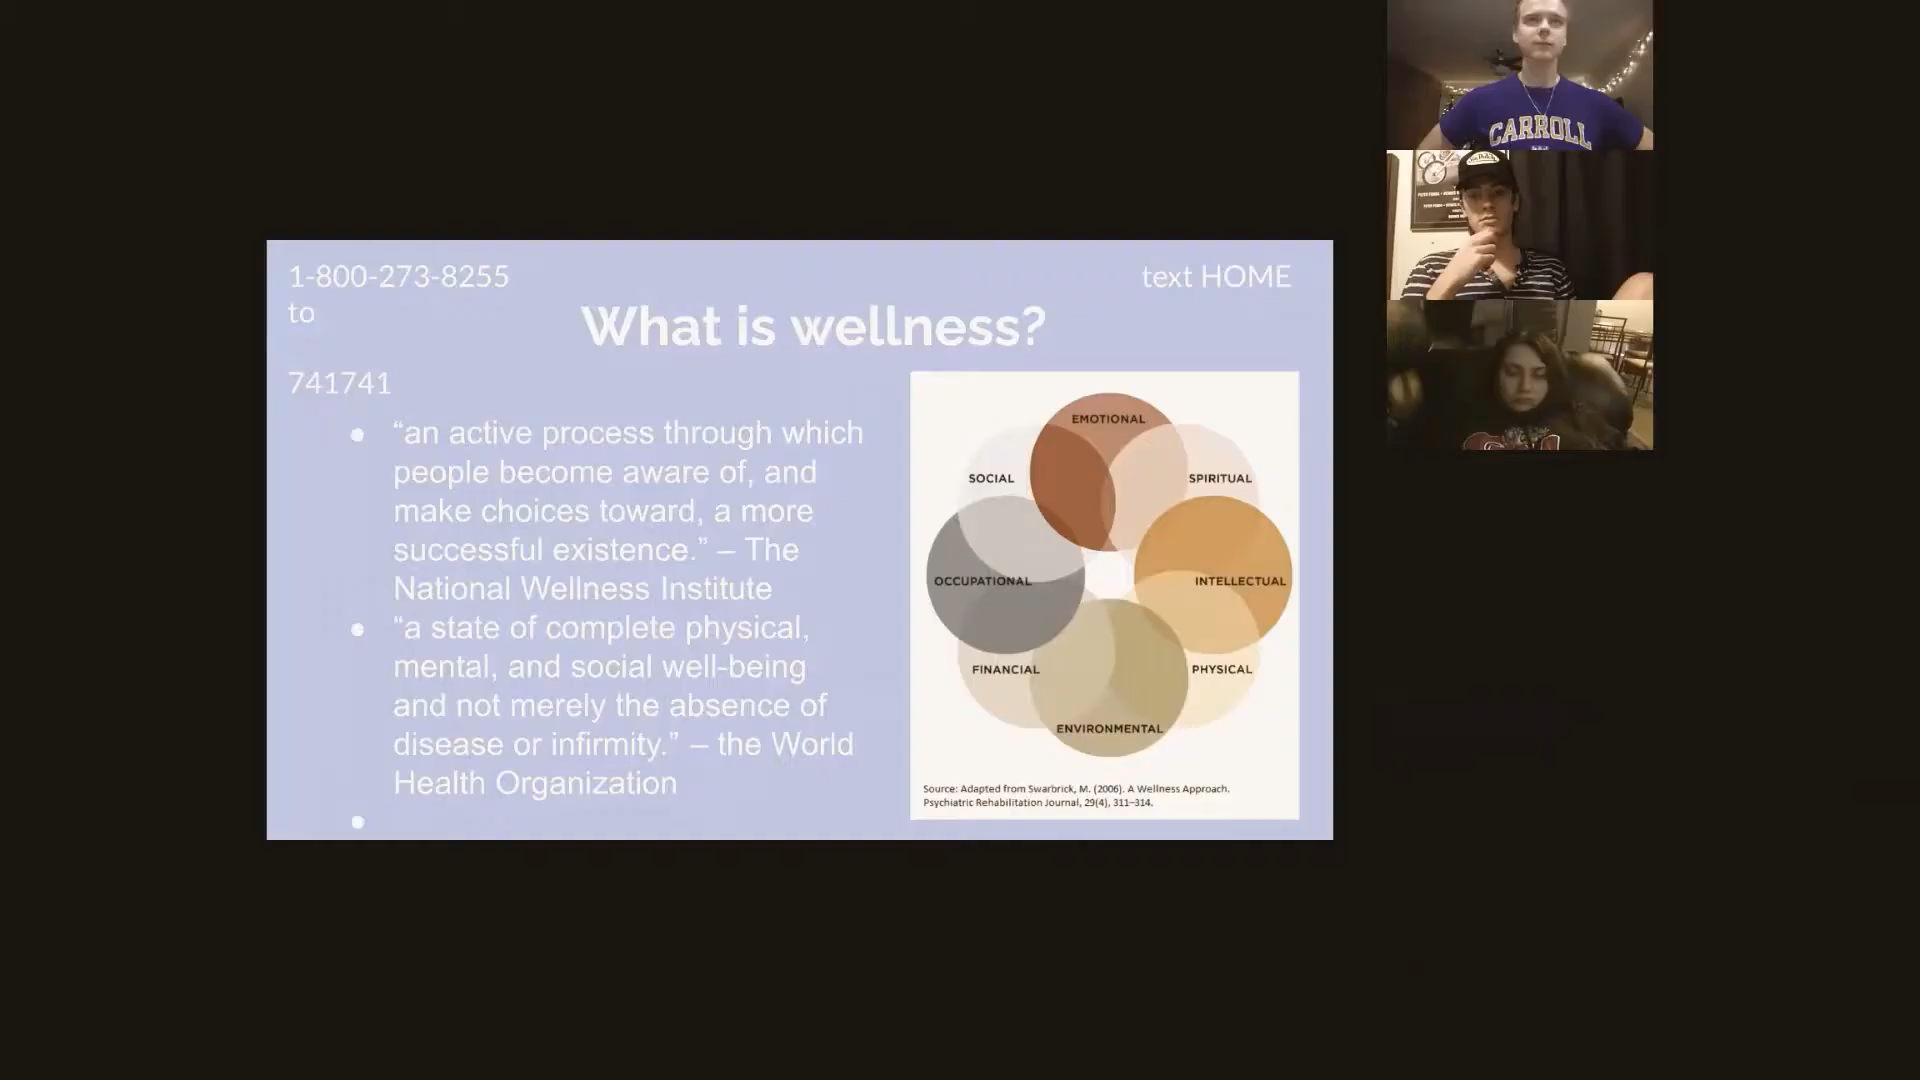 1-800-273-8255 text HOME
to
What is wellness?
741741
● “an active process through which
people become aware of, and
make choices toward, a more
successful existence.” – The
National Wellness Institute
● “a state of complete physical,
mental, and social well-being
and not merely the absence of
disease or infirmity.” – the World
Health Organization
●
EMOTIONAL
SOCIAL
SPIRITUAL
OCCUPATIONAL
INTELLECTUAL
FINANCIAL
PHYSICAL
ENVIRONMENTAL
Source: Adapted from Swarbrick, M. (2006). A Wellness Approach.
Psychiatric Rehabilitation Journal, 29(4), 311–314.
CARROLL